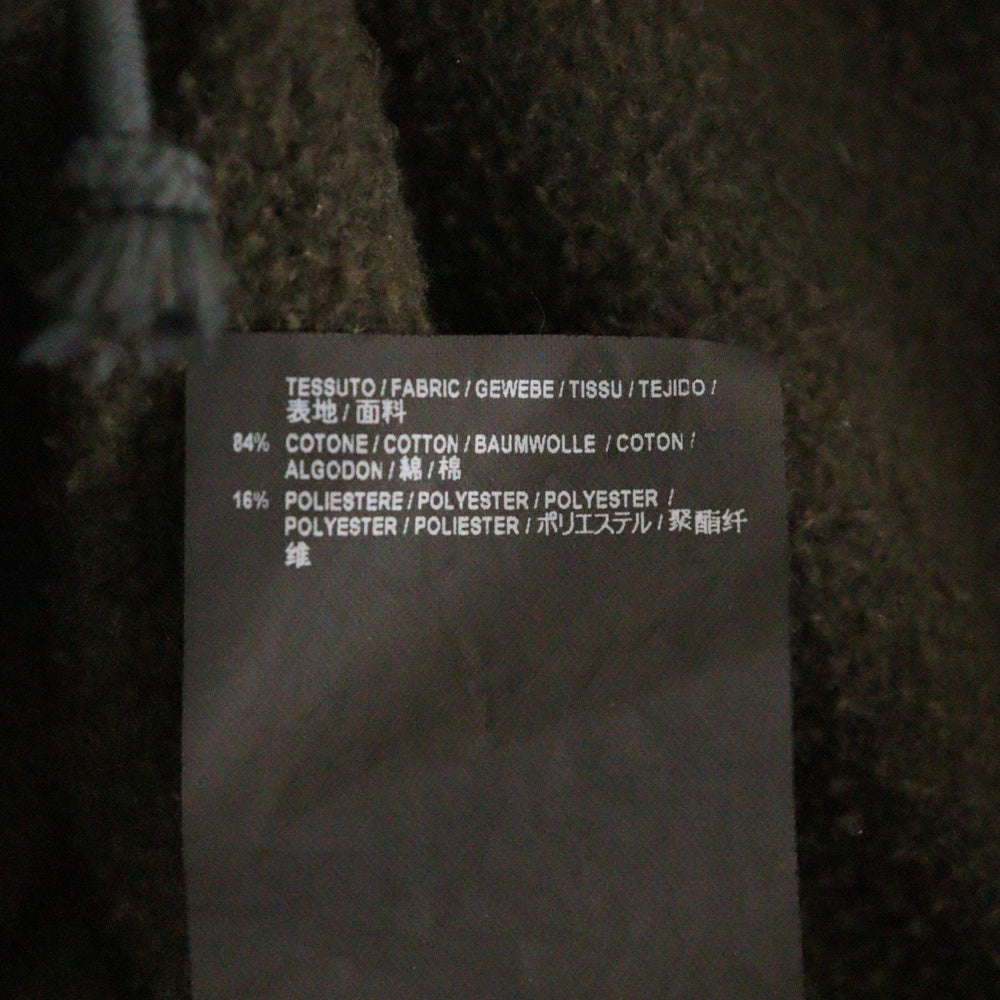 TESSUTO / FABRIC / GEWEBE / TISSU / TEJIDO /
表地 / 面料
84% COTONE / COTTON / BAUMWOLLE / COTON /
ALGODON / 綿 / 棉
16% POLIESTERE / POLYESTER / POLYESTER /
POLYESTER / POLIESTER / ポリエステル / 聚酯纤
维